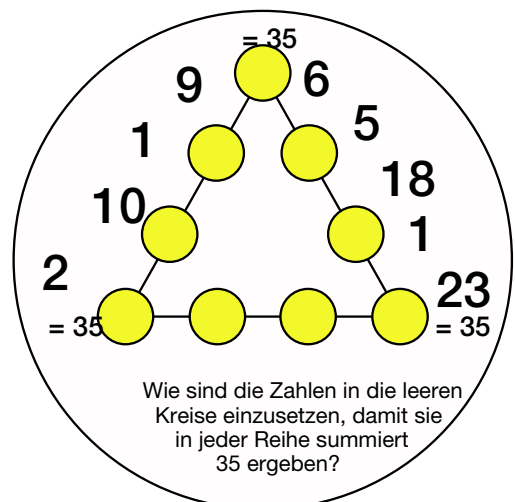 = 35
9 6
1 5
10 18
1
2 23
= 35 = 35
Wie sind die Zahlen in die leeren
Kreise einzusetzen, damit sie
in jeder Reihe summiert
35 ergeben?